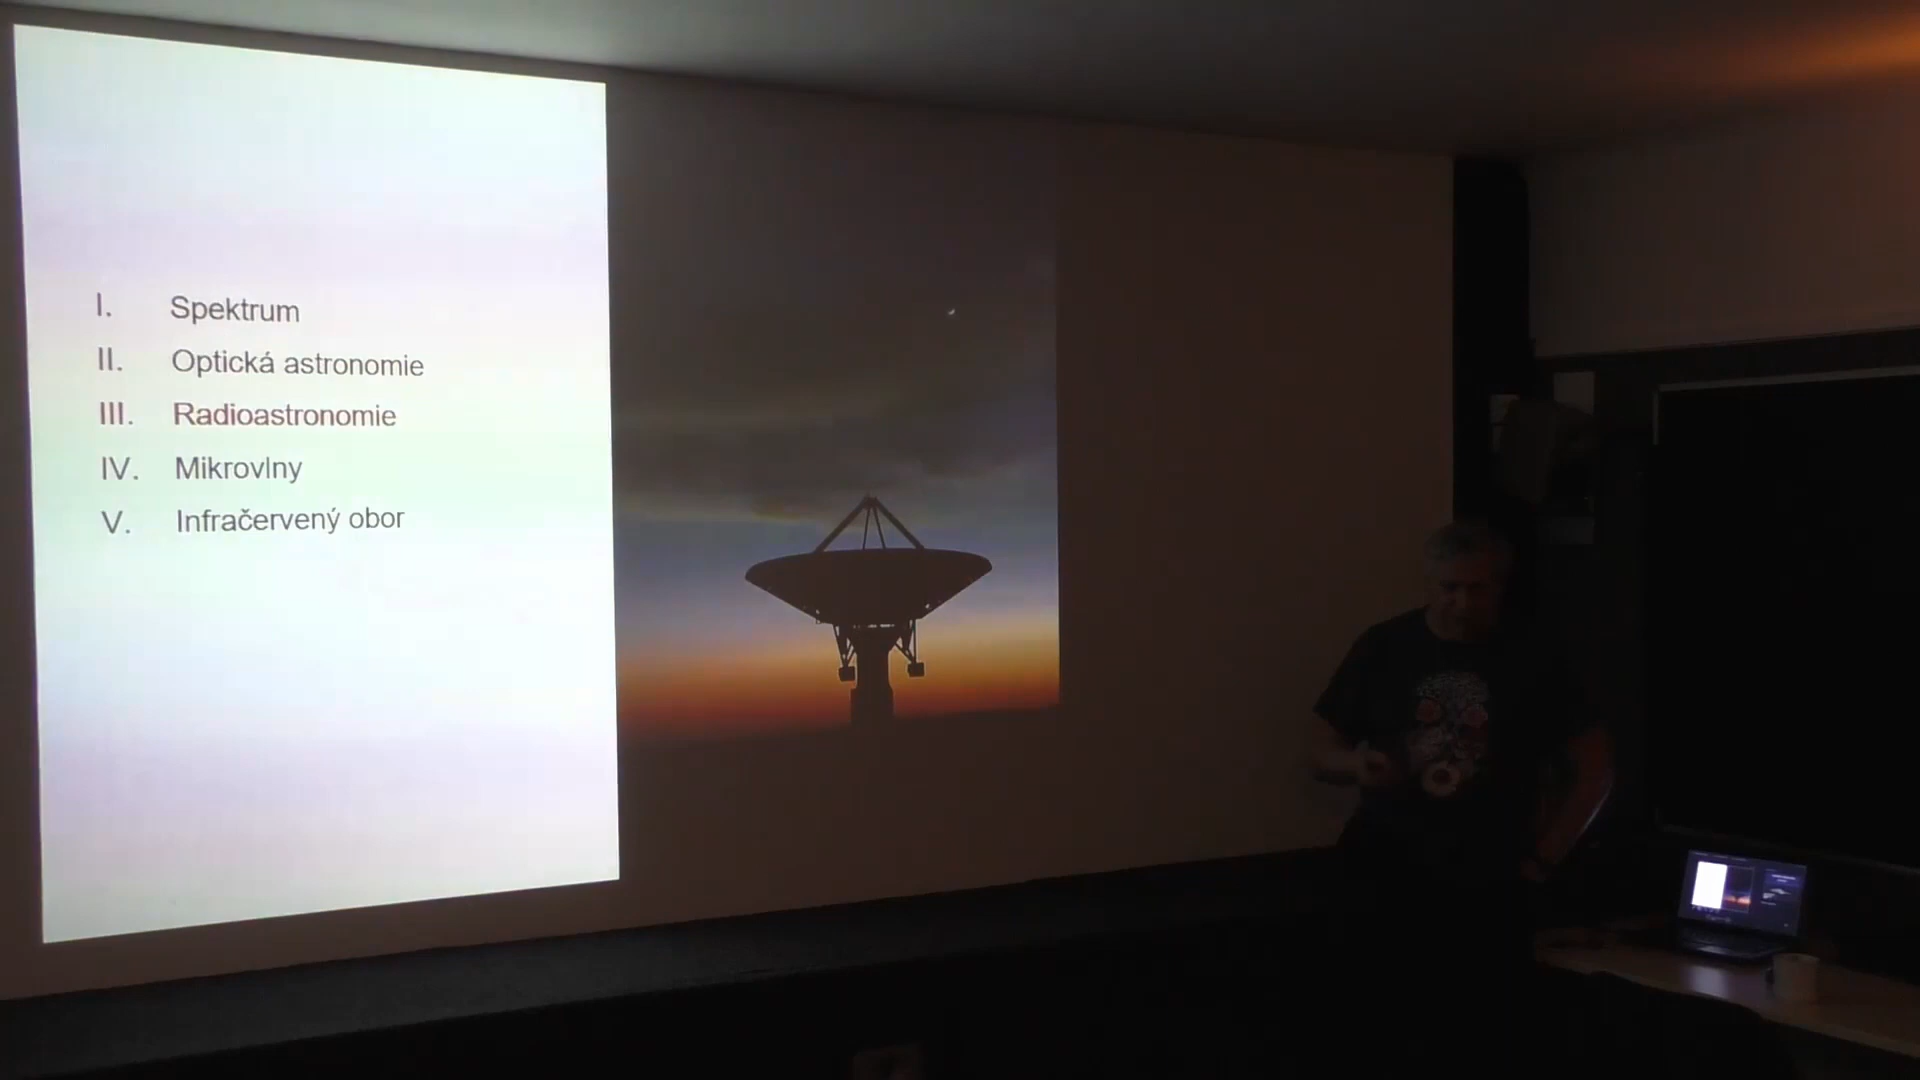 I. Spektrum
II. Optická astronomie
III. Radioastronomie
IV. Mikrovlny
V. Infračervený obor